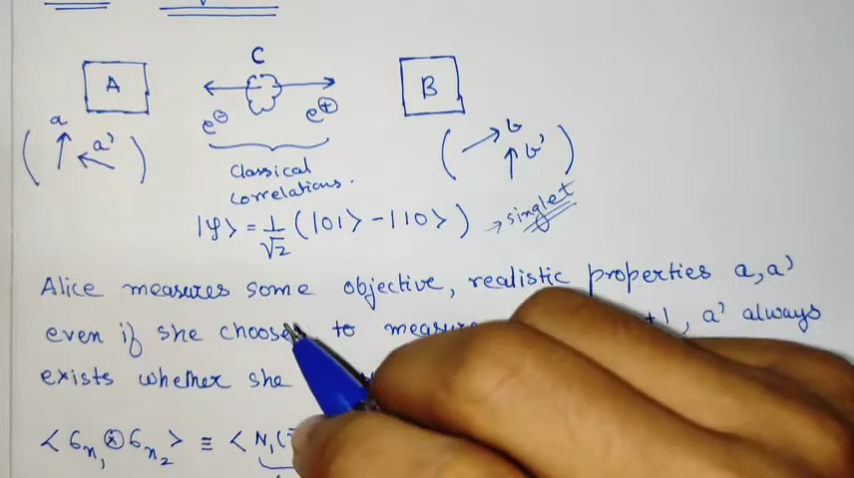 C
A
B
e⊖ e⊕
a
a'
b
b'
Classical
correlations.
|ψ> = 1/√2 (|01> - |10>) → singlet
Alice measures some objective, realistic properties a, a'
even if she chooses to measure +1, a' always
exists whether she
<σn₁ ⊗ σn₂> ≡ <N₁(